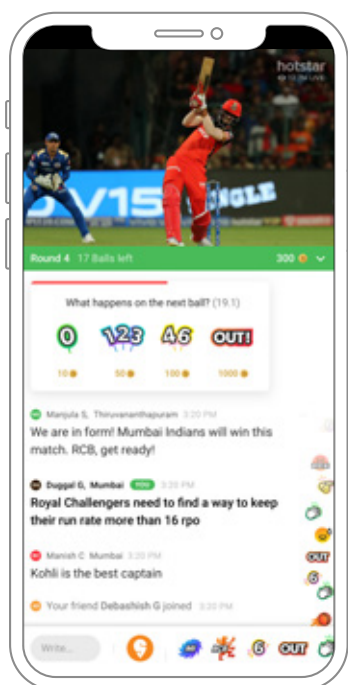 hotstar
V15
Round 4 17 Balls left 300
What happens on the next ball? (19.1)
0 123 46 OUT!
10 50 100 1000
Manjula S, Thiruvananthapuram 3:20 PM
We are in form! Mumbai Indians will win this
match. RCB, get ready!
Duggal G, Mumbai YOU 3:20 PM
Royal Challengers need to find a way to keep
their run rate more than 16 rpo
Manish C Mumbai 3:20 PM
Kohli is the best captain
OUT
6
Your friend Debashish G joined 3:20 PM
Write... 6 OUT